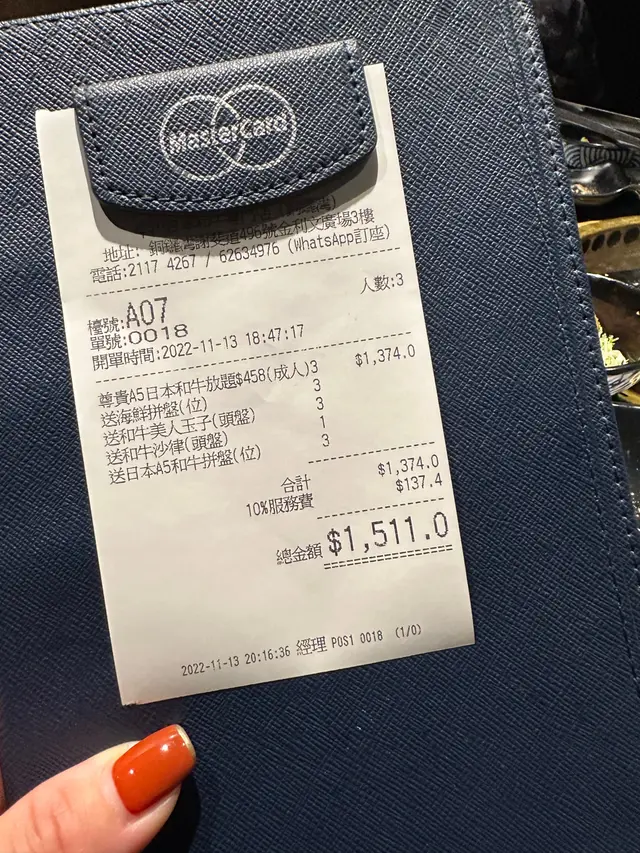 MasterCard
地址: 銅鑼灣謝斐道496號金利文廣場3樓
電話:2117 4267 / 62634976 (WhatsApp訂座)
檯號:A07 人數:3
單號:0018
開單時間:2022-11-13 18:47:17
尊貴A5日本和牛放題$458(成人)3 $1,374.0
送海鮮拼盤(位) 3
送和牛美人玉子(頭盤) 3
送和牛沙律(頭盤) 1
送日本A5和牛拼盤(位) 3
合計 $1,374.0
10%服務費 $137.4
總金額 $1,511.0
2022-11-13 20:16:36 經理 POS1 0018 (1/0)